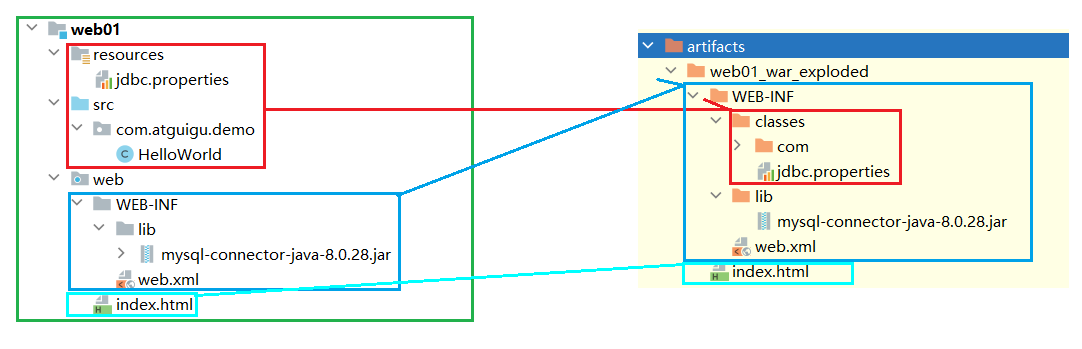 web01
resources
jdbc.properties
src
com.atguigu.demo
HelloWorld
web
WEB-INF
lib
mysql-connector-java-8.0.28.jar
web.xml
index.html
artifacts
web01_war_exploded
WEB-INF
classes
com
jdbc.properties
lib
mysql-connector-java-8.0.28.jar
web.xml
index.html